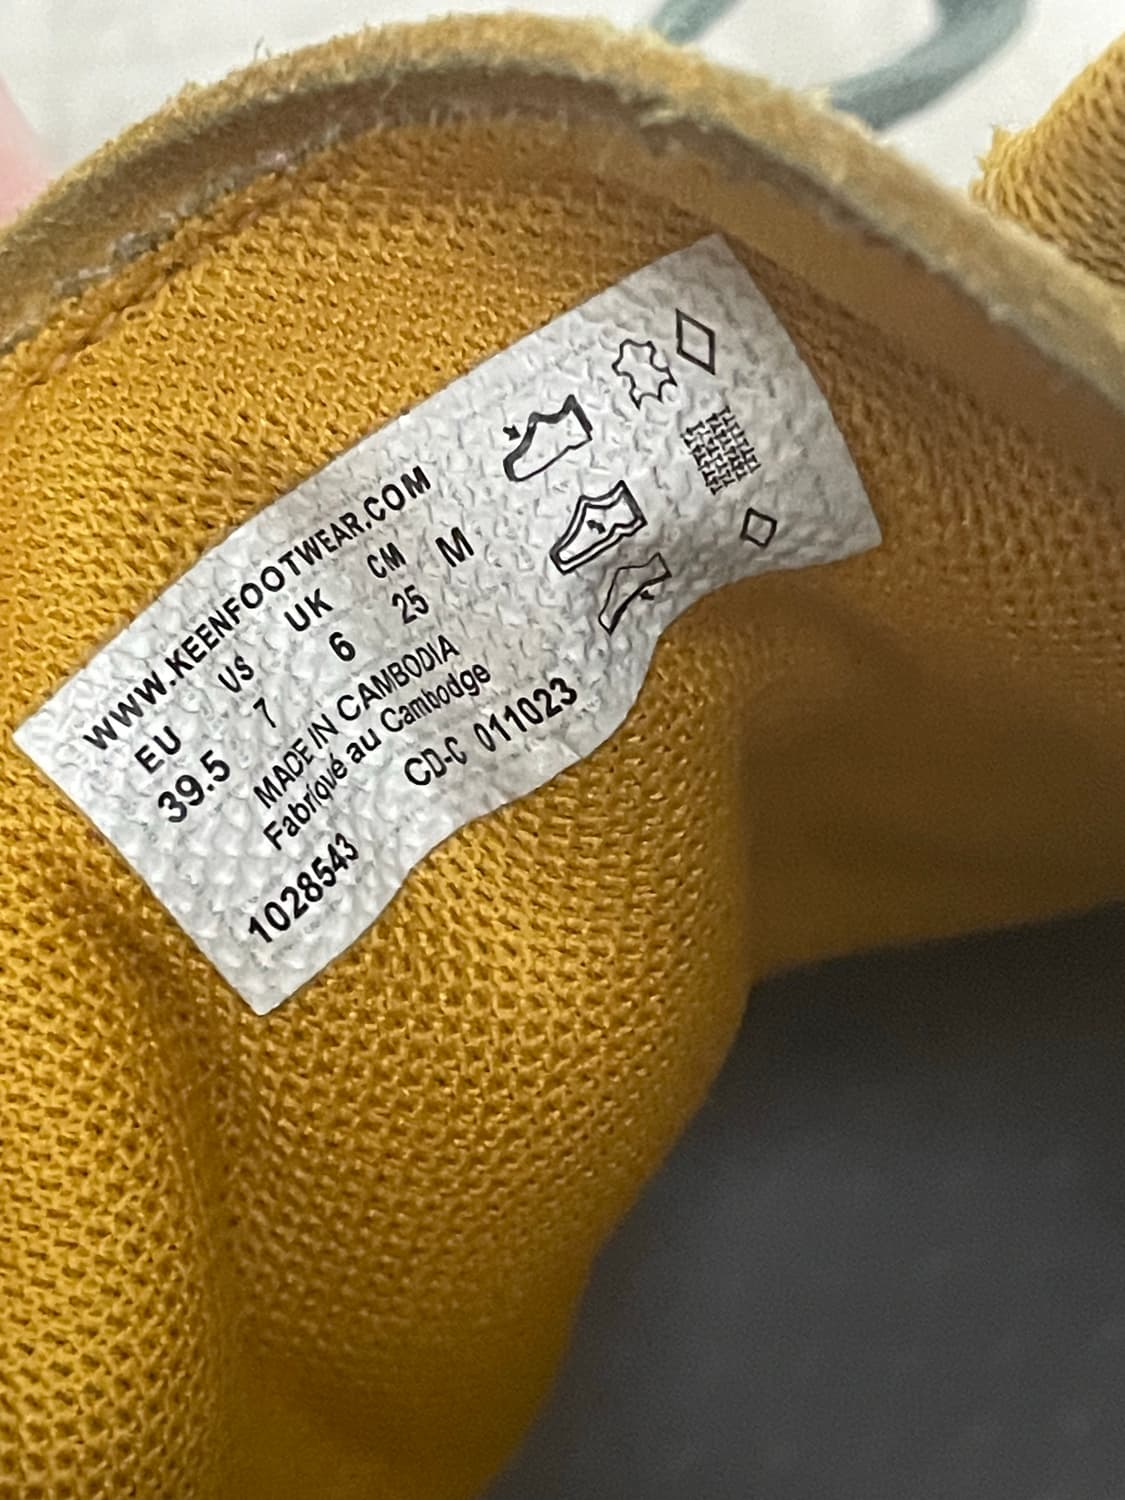 WWW.KEENFOOTWEAR.COM
EU US UK CM M
39.5 7 6 25
MADE IN CAMBODIA
Fabriqué au Cambodge
1028543 CD-C 011023